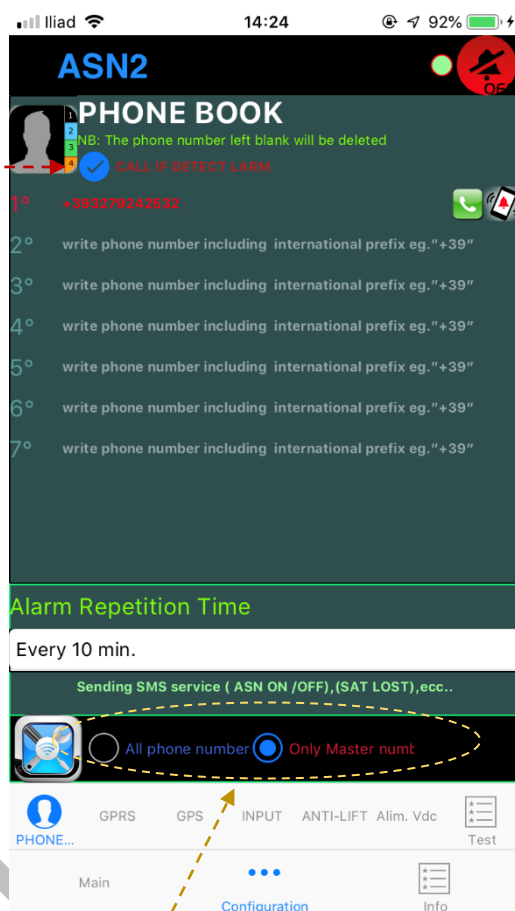 Iliad 14:24 92%
ASN2
OF
PHONE BOOK
NB: The phone number left blank will be deleted
CALL IF DETECT LARM
1
2
3
4
1° +393279242532
2° write phone number including international prefix eg."+39"
3° write phone number including international prefix eg."+39"
4° write phone number including international prefix eg."+39"
5° write phone number including international prefix eg."+39"
6° write phone number including international prefix eg."+39"
7° write phone number including international prefix eg."+39"
Alarm Repetition Time
Every 10 min.
Sending SMS service ( ASN ON /OFF),(SAT LOST),ecc..
All phone number Only Master numb
PHONE... GPRS GPS INPUT ANTI-LIFT Alim. Vdc Test
Main Configuration Info